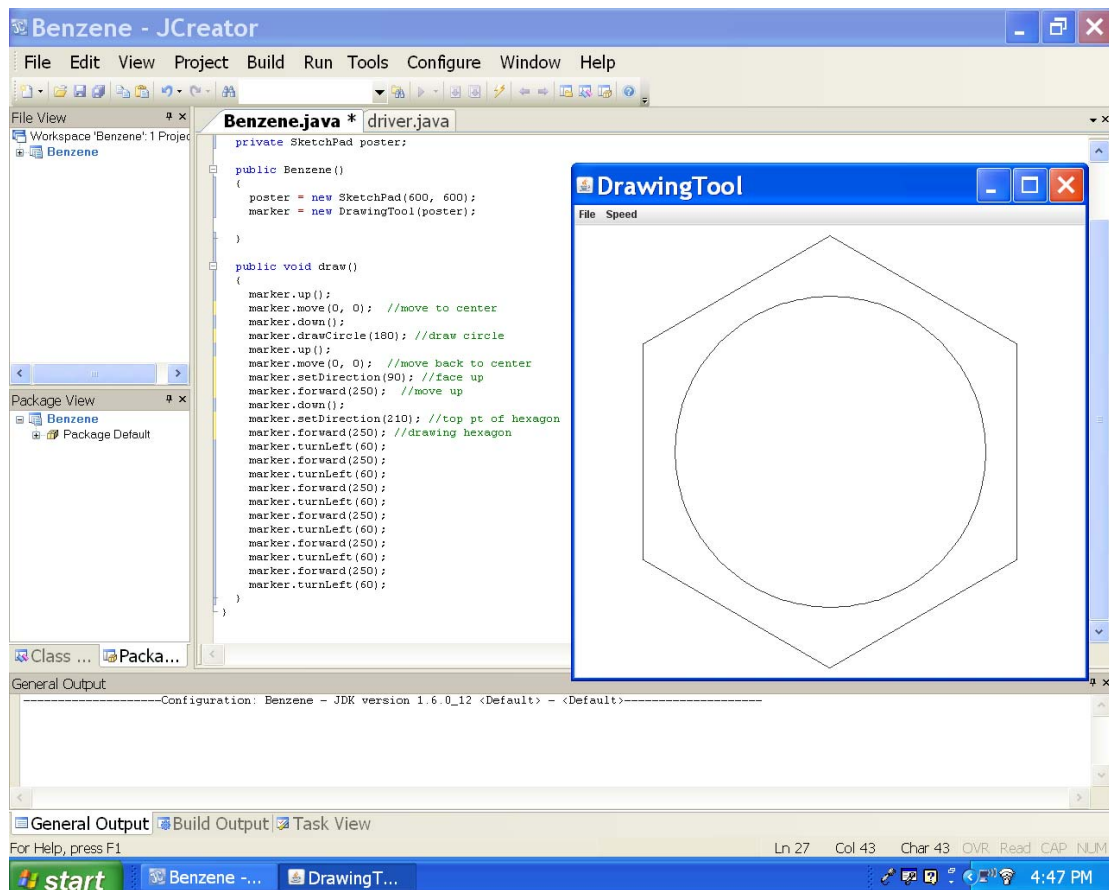 Benzene - JCreator
File Edit View Project Build Run Tools Configure Window Help
File View
Workspace 'Benzene': 1 Projec
Benzene
Package View
Benzene
Package Default
Class ... Packa...
Benzene.java * driver.java
private SketchPad poster;
public Benzene()
{
poster = new SketchPad(600, 600);
marker = new DrawingTool(poster);
}
public void draw()
{
marker.up();
marker.move(0, 0); //move to center
marker.down();
marker.drawCircle(180); //draw circle
marker.up();
marker.move(0, 0); //move back to center
marker.setDirection(90); //face up
marker.forward(250); //move up
marker.down();
marker.setDirection(210); //top pt of hexagon
marker.forward(250); //drawing hexagon
marker.turnLeft(60);
marker.forward(250);
marker.turnLeft(60);
marker.forward(250);
marker.turnLeft(60);
marker.forward(250);
marker.turnLeft(60);
marker.forward(250);
marker.turnLeft(60);
marker.forward(250);
marker.turnLeft(60);
}
}
DrawingTool
File Speed
General Output
--------------------Configuration: Benzene - JDK version 1.6.0_12 <Default> - <Default>--------------------
General Output Build Output Task View
For Help, press F1
Ln 27 Col 43 Char 43 OVR Read CAP NUM
start Benzene -... DrawingT... 4:47 PM